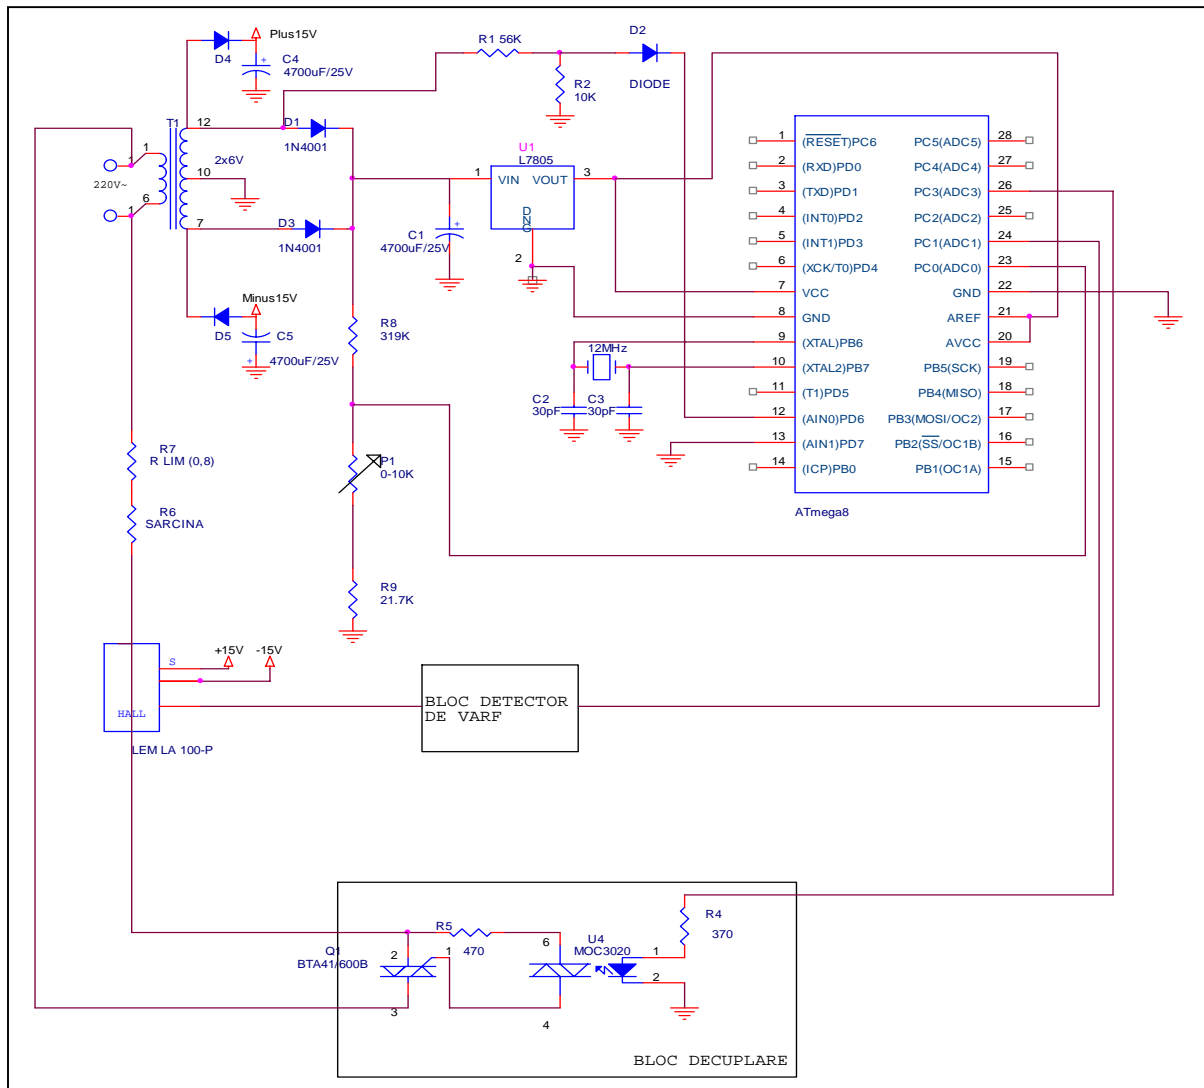 Plus15V
D4
C4
4700uF/25V
R1 56K
D2
DIODE
R2
10K
T1
12
D1
1N4001
2x6V
10
1
1
220V~
6
1
7
D3
1N4001
Minus15V
D5
C5
4700uF/25V
C1
4700uF/25V
U1
L7805
1
VIN
VOUT
3
GND
2
R8
319K
P1
0-10K
R9
21.7K
12MHz
C2
30pF
C3
30pF
1 (RESET)PC6
2 (RXD)PD0
3 (TXD)PD1
4 (INT0)PD2
5 (INT1)PD3
6 (XCK/T0)PD4
7 VCC
8 GND
9 (XTAL)PB6
10 (XTAL2)PB7
11 (T1)PD5
12 (AIN0)PD6
13 (AIN1)PD7
14 (ICP)PB0
PC5(ADC5) 28
PC4(ADC4) 27
PC3(ADC3) 26
PC2(ADC2) 25
PC1(ADC1) 24
PC0(ADC0) 23
GND 22
AREF 21
AVCC 20
PB5(SCK) 19
PB4(MISO) 18
PB3(MOSI/OC2) 17
PB2(SS/OC1B) 16
PB1(OC1A) 15
ATmega8
R7
R LIM (0,8)
R6
SARCINA
S
+15V
-15V
HALL
LEM LA 100-P
BLOC DETECTOR
DE VARF
R5
470
Q1
BTA41/600B
2
1
3
6
4
U4
MOC3020
1
2
R4
370
BLOC DECUPLARE